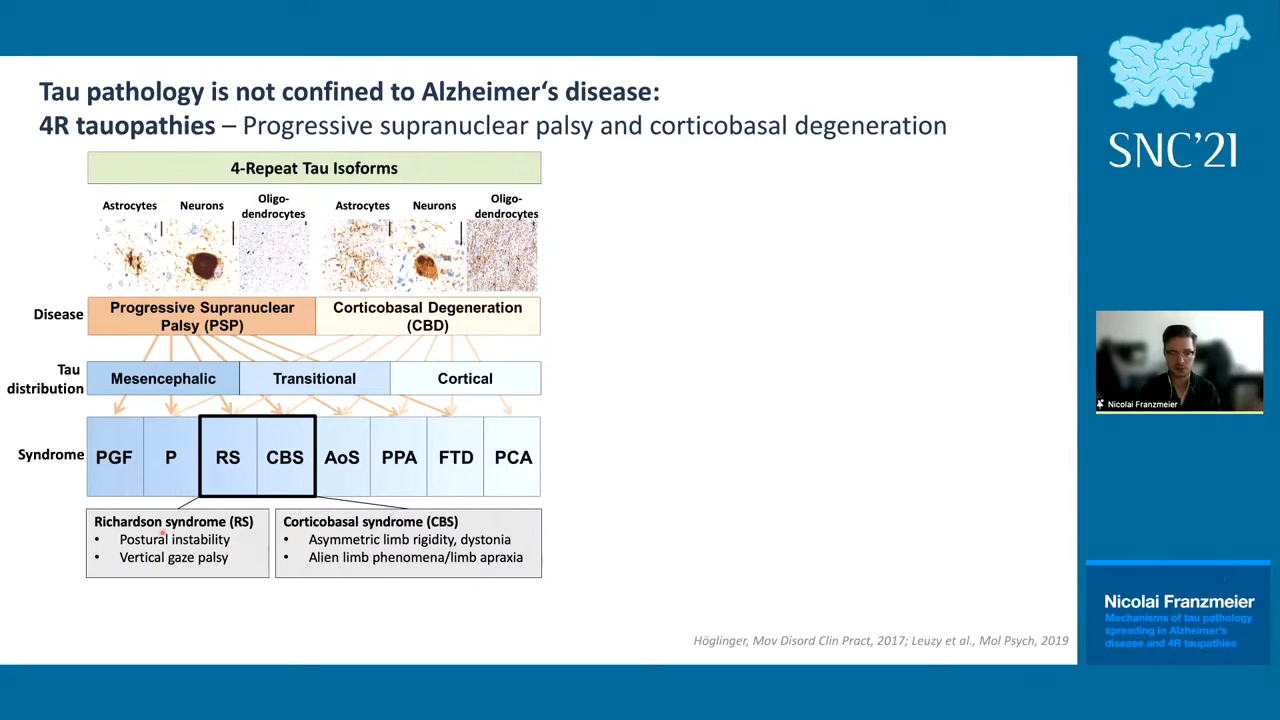 Tau pathology is not confined to Alzheimer‘s disease:
4R tauopathies – Progressive supranuclear palsy and corticobasal degeneration
4-Repeat Tau Isoforms
Astrocytes
Neurons
Oligo-
dendrocytes
Astrocytes
Neurons
Oligo-
dendrocytes
Disease
Progressive Supranuclear
Palsy (PSP)
Corticobasal Degeneration
(CBD)
Tau
distribution
Mesencephalic
Transitional
Cortical
Syndrome
PGF
P
RS
CBS
AoS
PPA
FTD
PCA
Richardson syndrome (RS)
• Postural instability
• Vertical gaze palsy
Corticobasal syndrome (CBS)
• Asymmetric limb rigidity, dystonia
• Alien limb phenomena/limb apraxia
Höglinger, Mov Disord Clin Pract, 2017; Leuzy et al., Mol Psych, 2019
SNC'21
Nicolai Franzmeier
Nicolai Franzmeier
Mechanisms of tau pathology
spreading in Alzheimer's
disease and 4R taupathies